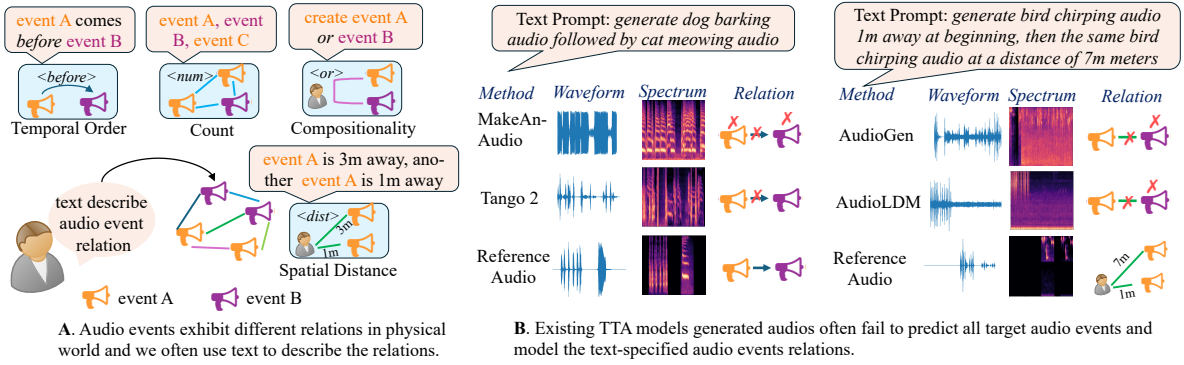 event A comes
before event B
<before>
Temporal Order
event A, event
B, event C
<num>
Count
create event A
or event B
<or>
Compositionality
text describe
audio event
relation
event A is 3m away, ano-
ther event A is 1m away
<dist>
3m
1m
Spatial Distance
event A
event B
A. Audio events exhibit different relations in physical
world and we often use text to describe the relations.
Text Prompt: generate dog barking
audio followed by cat meowing audio
Method Waveform Spectrum Relation
MakeAn-
Audio
Tango 2
Reference
Audio
Text Prompt: generate bird chirping audio
1m away at beginning, then the same bird
chirping audio at a distance of 7m meters
Method Waveform Spectrum Relation
AudioGen
AudioLDM
Reference
Audio
7m
1m
B. Existing TTA models generated audios often fail to predict all target audio events and
model the text-specified audio events relations.